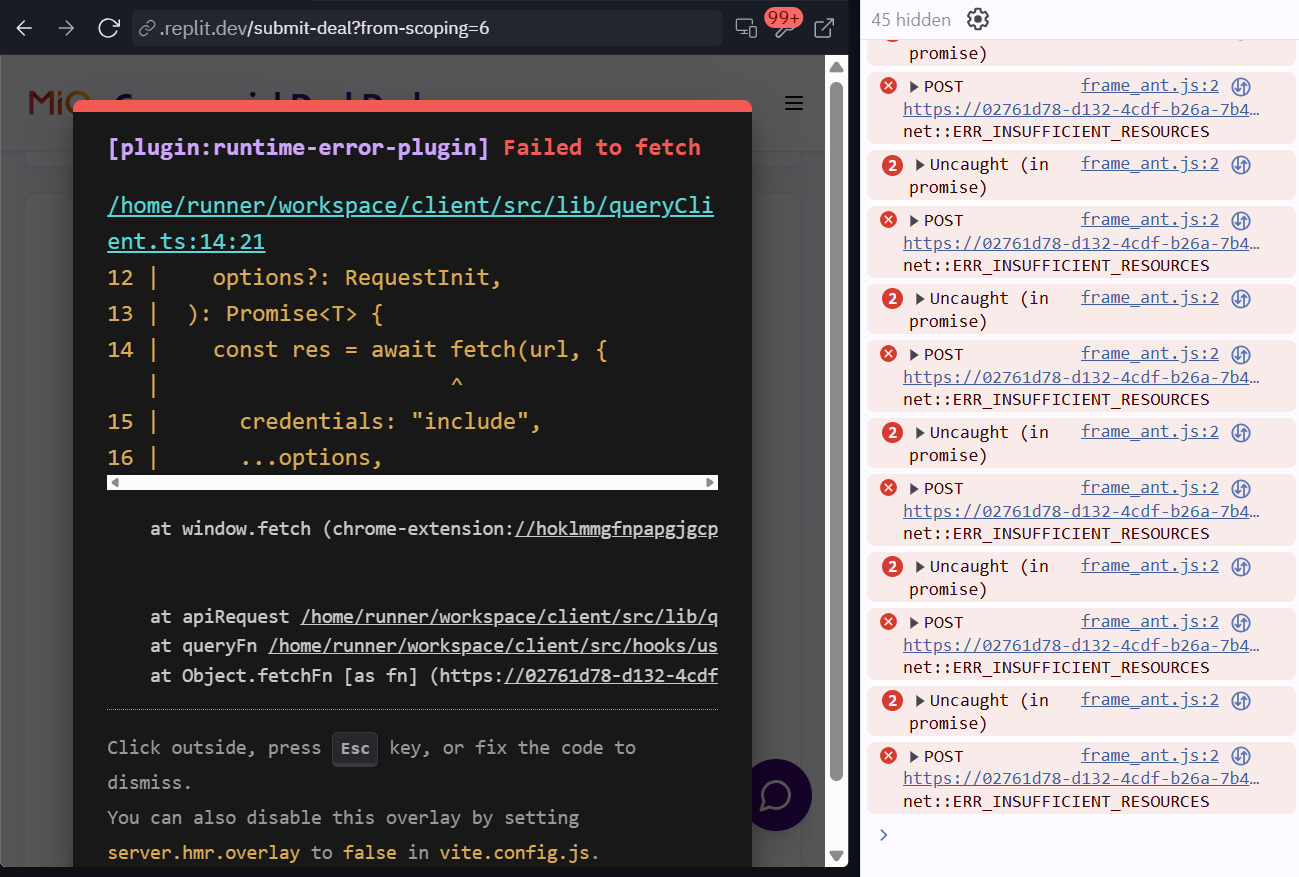 .replit.dev/submit-deal?from-scoping=6
99+
[plugin:runtime-error-plugin] Failed to fetch
/home/runner/workspace/client/src/lib/queryCli
ent.ts:14:21
12 |    options?: RequestInit,
13 |  ): Promise<T> {
14 |    const res = await fetch(url, {
   |                       ^
15 |      credentials: "include",
16 |      ...options,
at window.fetch (chrome-extension://hoklmmgfnpapgjgcp
at apiRequest /home/runner/workspace/client/src/lib/q
at queryFn /home/runner/workspace/client/src/hooks/us
at Object.fetchFn [as fn] (https://02761d78-d132-4cdf
Click outside, press Esc key, or fix the code to
dismiss.
You can also disable this overlay by setting
server.hmr.overlay to false in vite.config.js.
45 hidden
promise)
POST frame_ant.js:2
https://02761d78-d132-4cdf-b26a-7b4…
net::ERR_INSUFFICIENT_RESOURCES
2 Uncaught (in frame_ant.js:2
promise)
POST frame_ant.js:2
https://02761d78-d132-4cdf-b26a-7b4…
net::ERR_INSUFFICIENT_RESOURCES
2 Uncaught (in frame_ant.js:2
promise)
POST frame_ant.js:2
https://02761d78-d132-4cdf-b26a-7b4…
net::ERR_INSUFFICIENT_RESOURCES
2 Uncaught (in frame_ant.js:2
promise)
POST frame_ant.js:2
https://02761d78-d132-4cdf-b26a-7b4…
net::ERR_INSUFFICIENT_RESOURCES
2 Uncaught (in frame_ant.js:2
promise)
POST frame_ant.js:2
https://02761d78-d132-4cdf-b26a-7b4…
net::ERR_INSUFFICIENT_RESOURCES
2 Uncaught (in frame_ant.js:2
promise)
POST frame_ant.js:2
https://02761d78-d132-4cdf-b26a-7b4…
net::ERR_INSUFFICIENT_RESOURCES